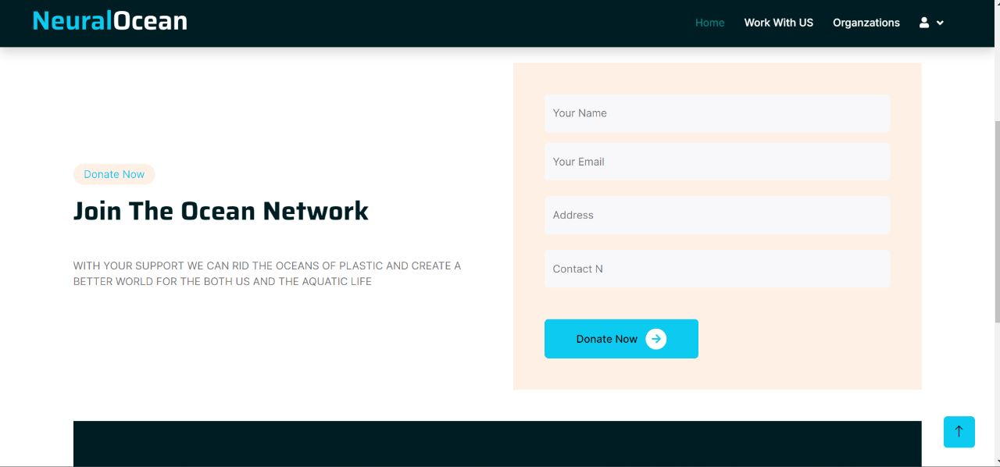 NeuralOcean
Home Work With US Organzations
Donate Now
Join The Ocean Network
WITH YOUR SUPPORT WE CAN RID THE OCEANS OF PLASTIC AND CREATE A
BETTER WORLD FOR THE BOTH US AND THE AQUATIC LIFE
Your Name
Your Email
Address
Contact N
Donate Now